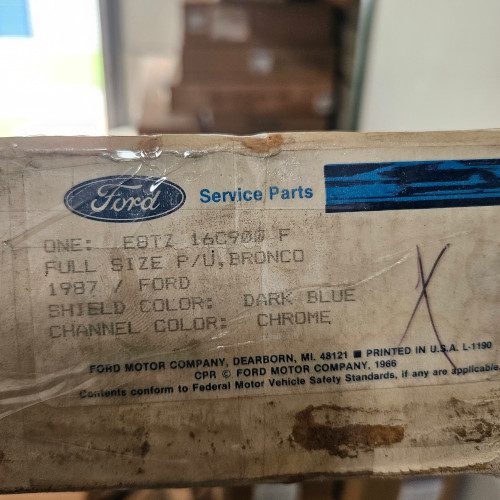 Ford Service Parts
ONE: E8TZ 16C900 F
FULL SIZE P/U, BRONCO
1987 / FORD
SHIELD COLOR: DARK BLUE
CHANNEL COLOR: CHROME
FORD MOTOR COMPANY, DEARBORN, MI. 48121 ■ PRINTED IN U.S.A. L-1190
CPR © FORD MOTOR COMPANY, 1966
Contents conform to Federal Motor Vehicle Safety Standards, if any are applicable.